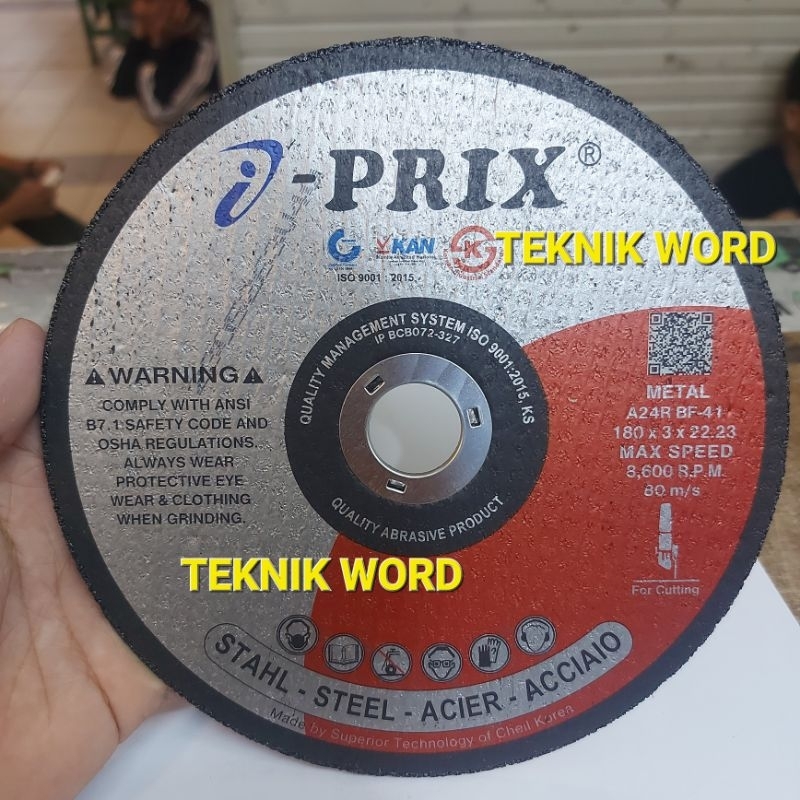 i-PRIX®
KAN
TEKNIK WORD
ISO 9001 : 2015
QUALITY MANAGEMENT SYSTEM ISO 9001:2015, KS
IP BCB072-327
WARNING
COMPLY WITH ANSI
B7.1 SAFETY CODE AND
OSHA REGULATIONS.
ALWAYS WEAR
PROTECTIVE EYE
WEAR & CLOTHING
WHEN GRINDING.
METAL
A24R BF-41
180 x 3 x 22.23
MAX SPEED
8,600 R.P.M.
80 m/s
For Cutting
QUALITY ABRASIVE PRODUCT
TEKNIK WORD
STAHL - STEEL - ACIER - ACCIAIO
Made by Superior Technology of Cheil Korea